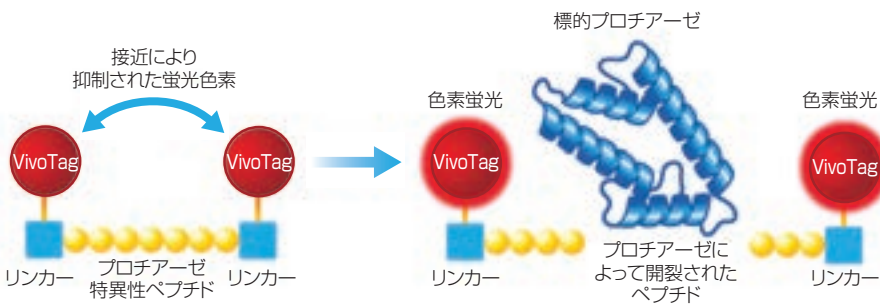 接近により
抑制された蛍光色素
VivoTag
VivoTag
リンカー
プロチアーゼ
特異性ペプチド
リンカー
標的プロチアーゼ
色素蛍光
色素蛍光
VivoTag
VivoTag
リンカー
プロチアーゼに
よって開裂された
ペプチド
リンカー